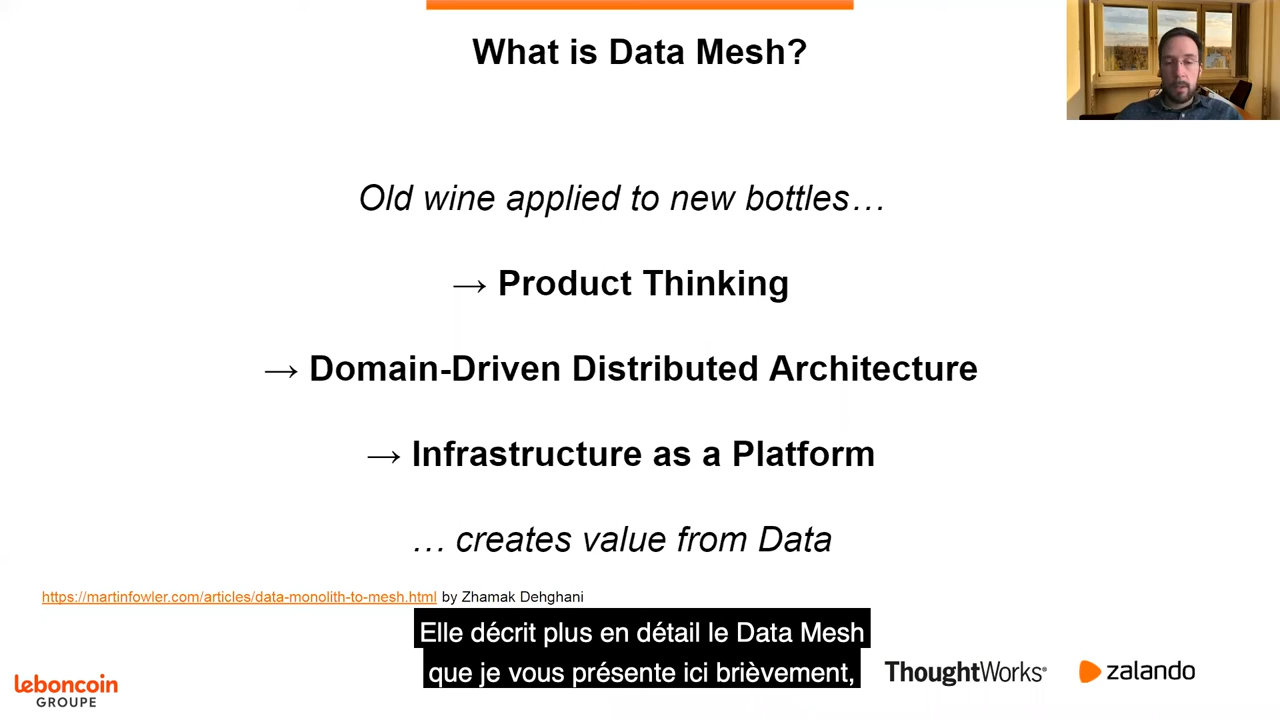 What is Data Mesh?
Old wine applied to new bottles…
→ Product Thinking
→ Domain-Driven Distributed Architecture
→ Infrastructure as a Platform
… creates value from Data
https://martinfowler.com/articles/data-monolith-to-mesh.html by Zhamak Dehghani
Elle décrit plus en détail le Data Mesh
que je vous présente ici brièvement,
leboncoin
GROUPE
ThoughtWorks®
zalando